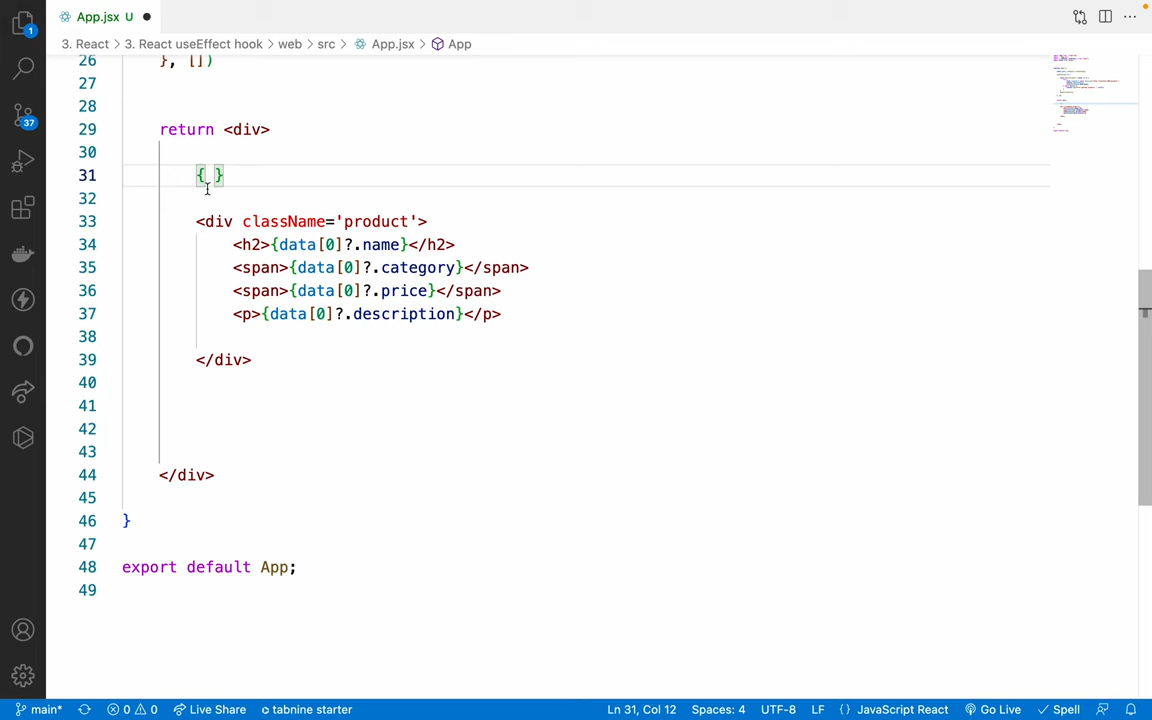 App.jsx U
3. React > 3. React useEffect hook > web > src > App.jsx > App
1
37
26 }, [])
27
28
29 return <div>
30
31 { }
32
33 <div className='product'>
34 <h2>{data[0]?.name}</h2>
35 <span>{data[0]?.category}</span>
36 <span>{data[0]?.price}</span>
37 <p>{data[0]?.description}</p>
38
39 </div>
40
41
42
43
44 </div>
45
46 }
47
48 export default App;
49
main* 0 0 Live Share tabnine starter Ln 31, Col 12 Spaces: 4 UTF-8 LF {} JavaScript React Go Live Spell